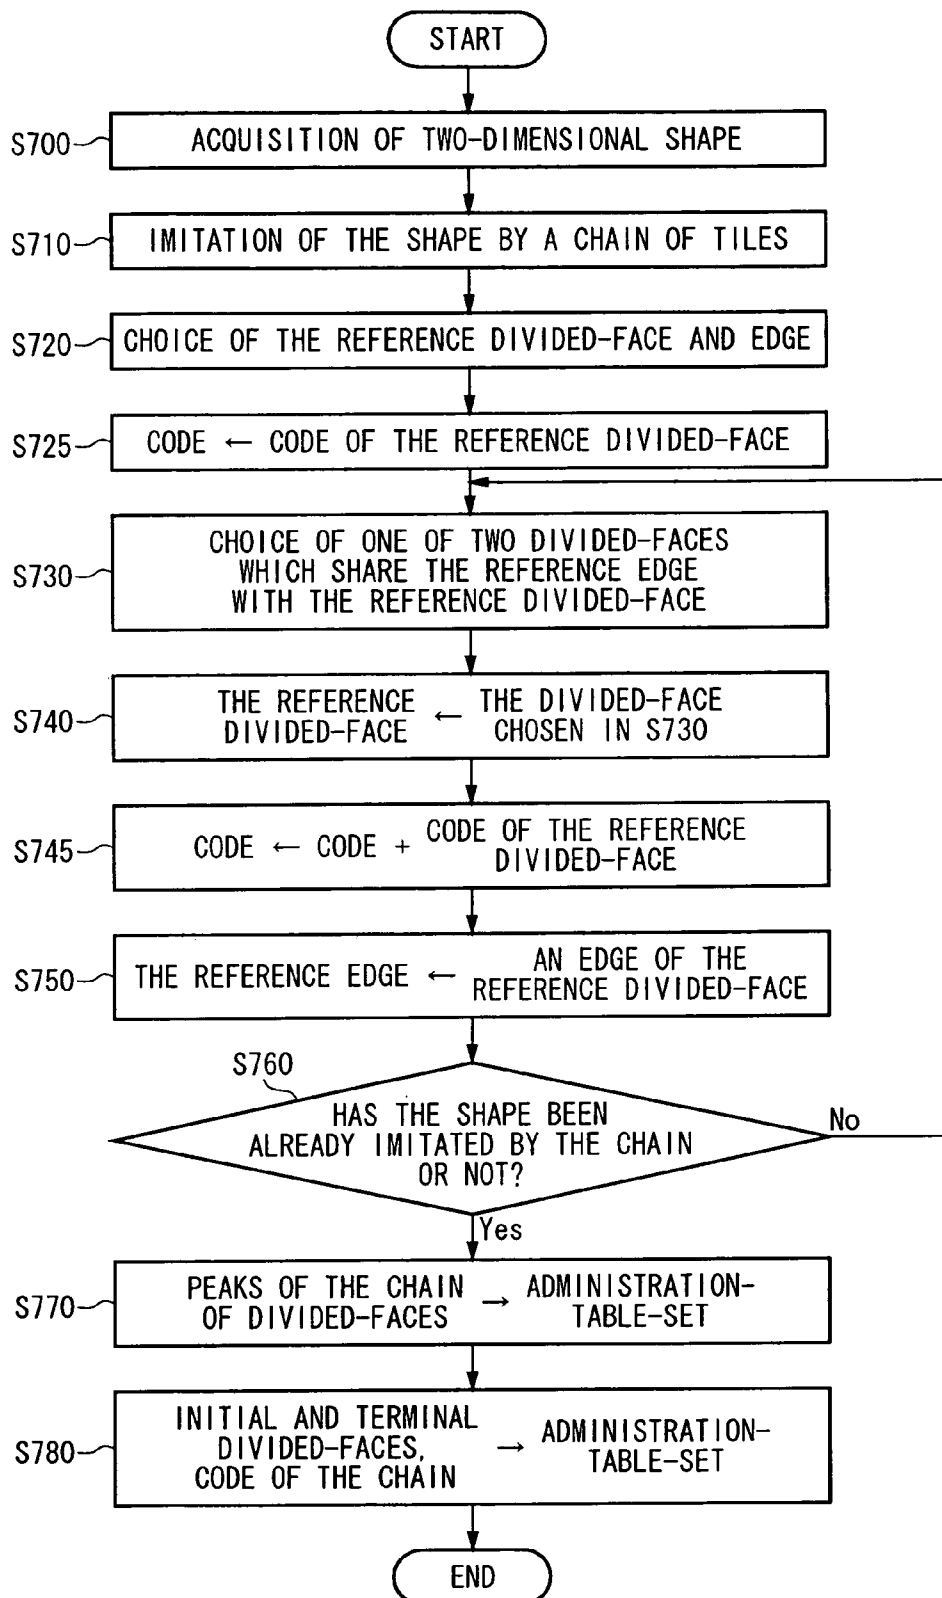 START
S700
ACQUISITION OF TWO-DIMENSIONAL SHAPE
S710
IMITATION OF THE SHAPE BY A CHAIN OF TILES
S720
CHOICE OF THE REFERENCE DIVIDED-FACE AND EDGE
S725
CODE ← CODE OF THE REFERENCE DIVIDED-FACE
S730
CHOICE OF ONE OF TWO DIVIDED-FACES
WHICH SHARE THE REFERENCE EDGE
WITH THE REFERENCE DIVIDED-FACE
S740
THE REFERENCE
DIVIDED-FACE
←
THE DIVIDED-FACE
CHOSEN IN S730
S745
CODE ← CODE +
CODE OF THE REFERENCE
DIVIDED-FACE
S750
THE REFERENCE EDGE ←
AN EDGE OF THE
REFERENCE DIVIDED-FACE
S760
HAS THE SHAPE BEEN
ALREADY IMITATED BY THE CHAIN
OR NOT?
No
Yes
S770
PEAKS OF THE CHAIN
OF DIVIDED-FACES
→
ADMINISTRATION-
TABLE-SET
S780
INITIAL AND TERMINAL
DIVIDED-FACES,
CODE OF THE CHAIN
→
ADMINISTRATION-
TABLE-SET
END